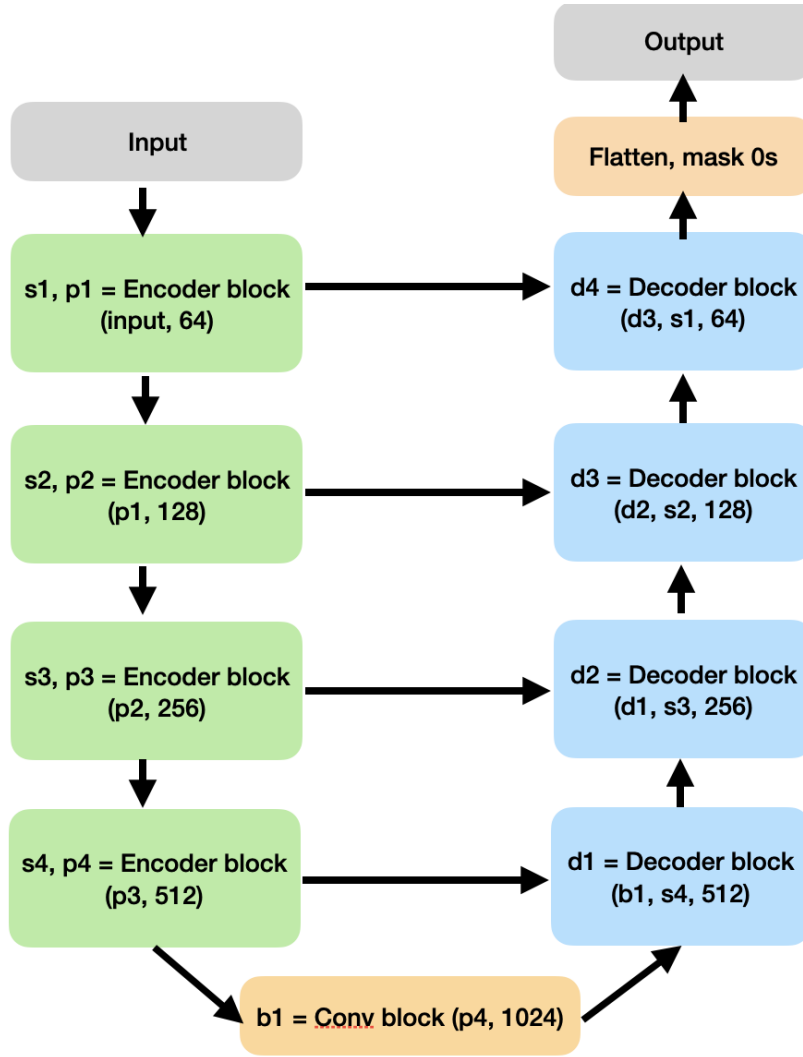 Output
Input
Flatten, mask 0s
s1, p1 = Encoder block
(input, 64)
d4 = Decoder block
(d3, s1, 64)
s2, p2 = Encoder block
(p1, 128)
d3 = Decoder block
(d2, s2, 128)
s3, p3 = Encoder block
(p2, 256)
d2 = Decoder block
(d1, s3, 256)
s4, p4 = Encoder block
(p3, 512)
d1 = Decoder block
(b1, s4, 512)
b1 = Conv block (p4, 1024)